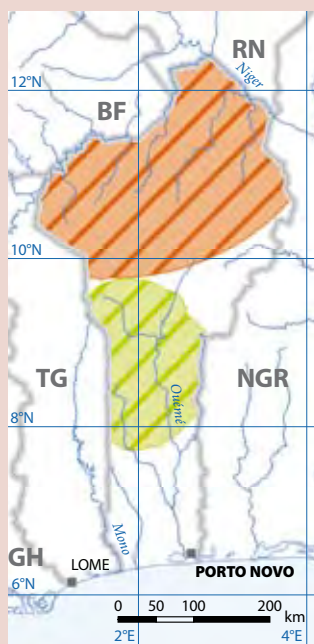 RN
Niger
12°N
BF
10°N
TG
NGR
Ouémé
8°N
Mono
GH
LOME
PORTO NOVO
6°N
0 50 100 200 km
2°E 4°E